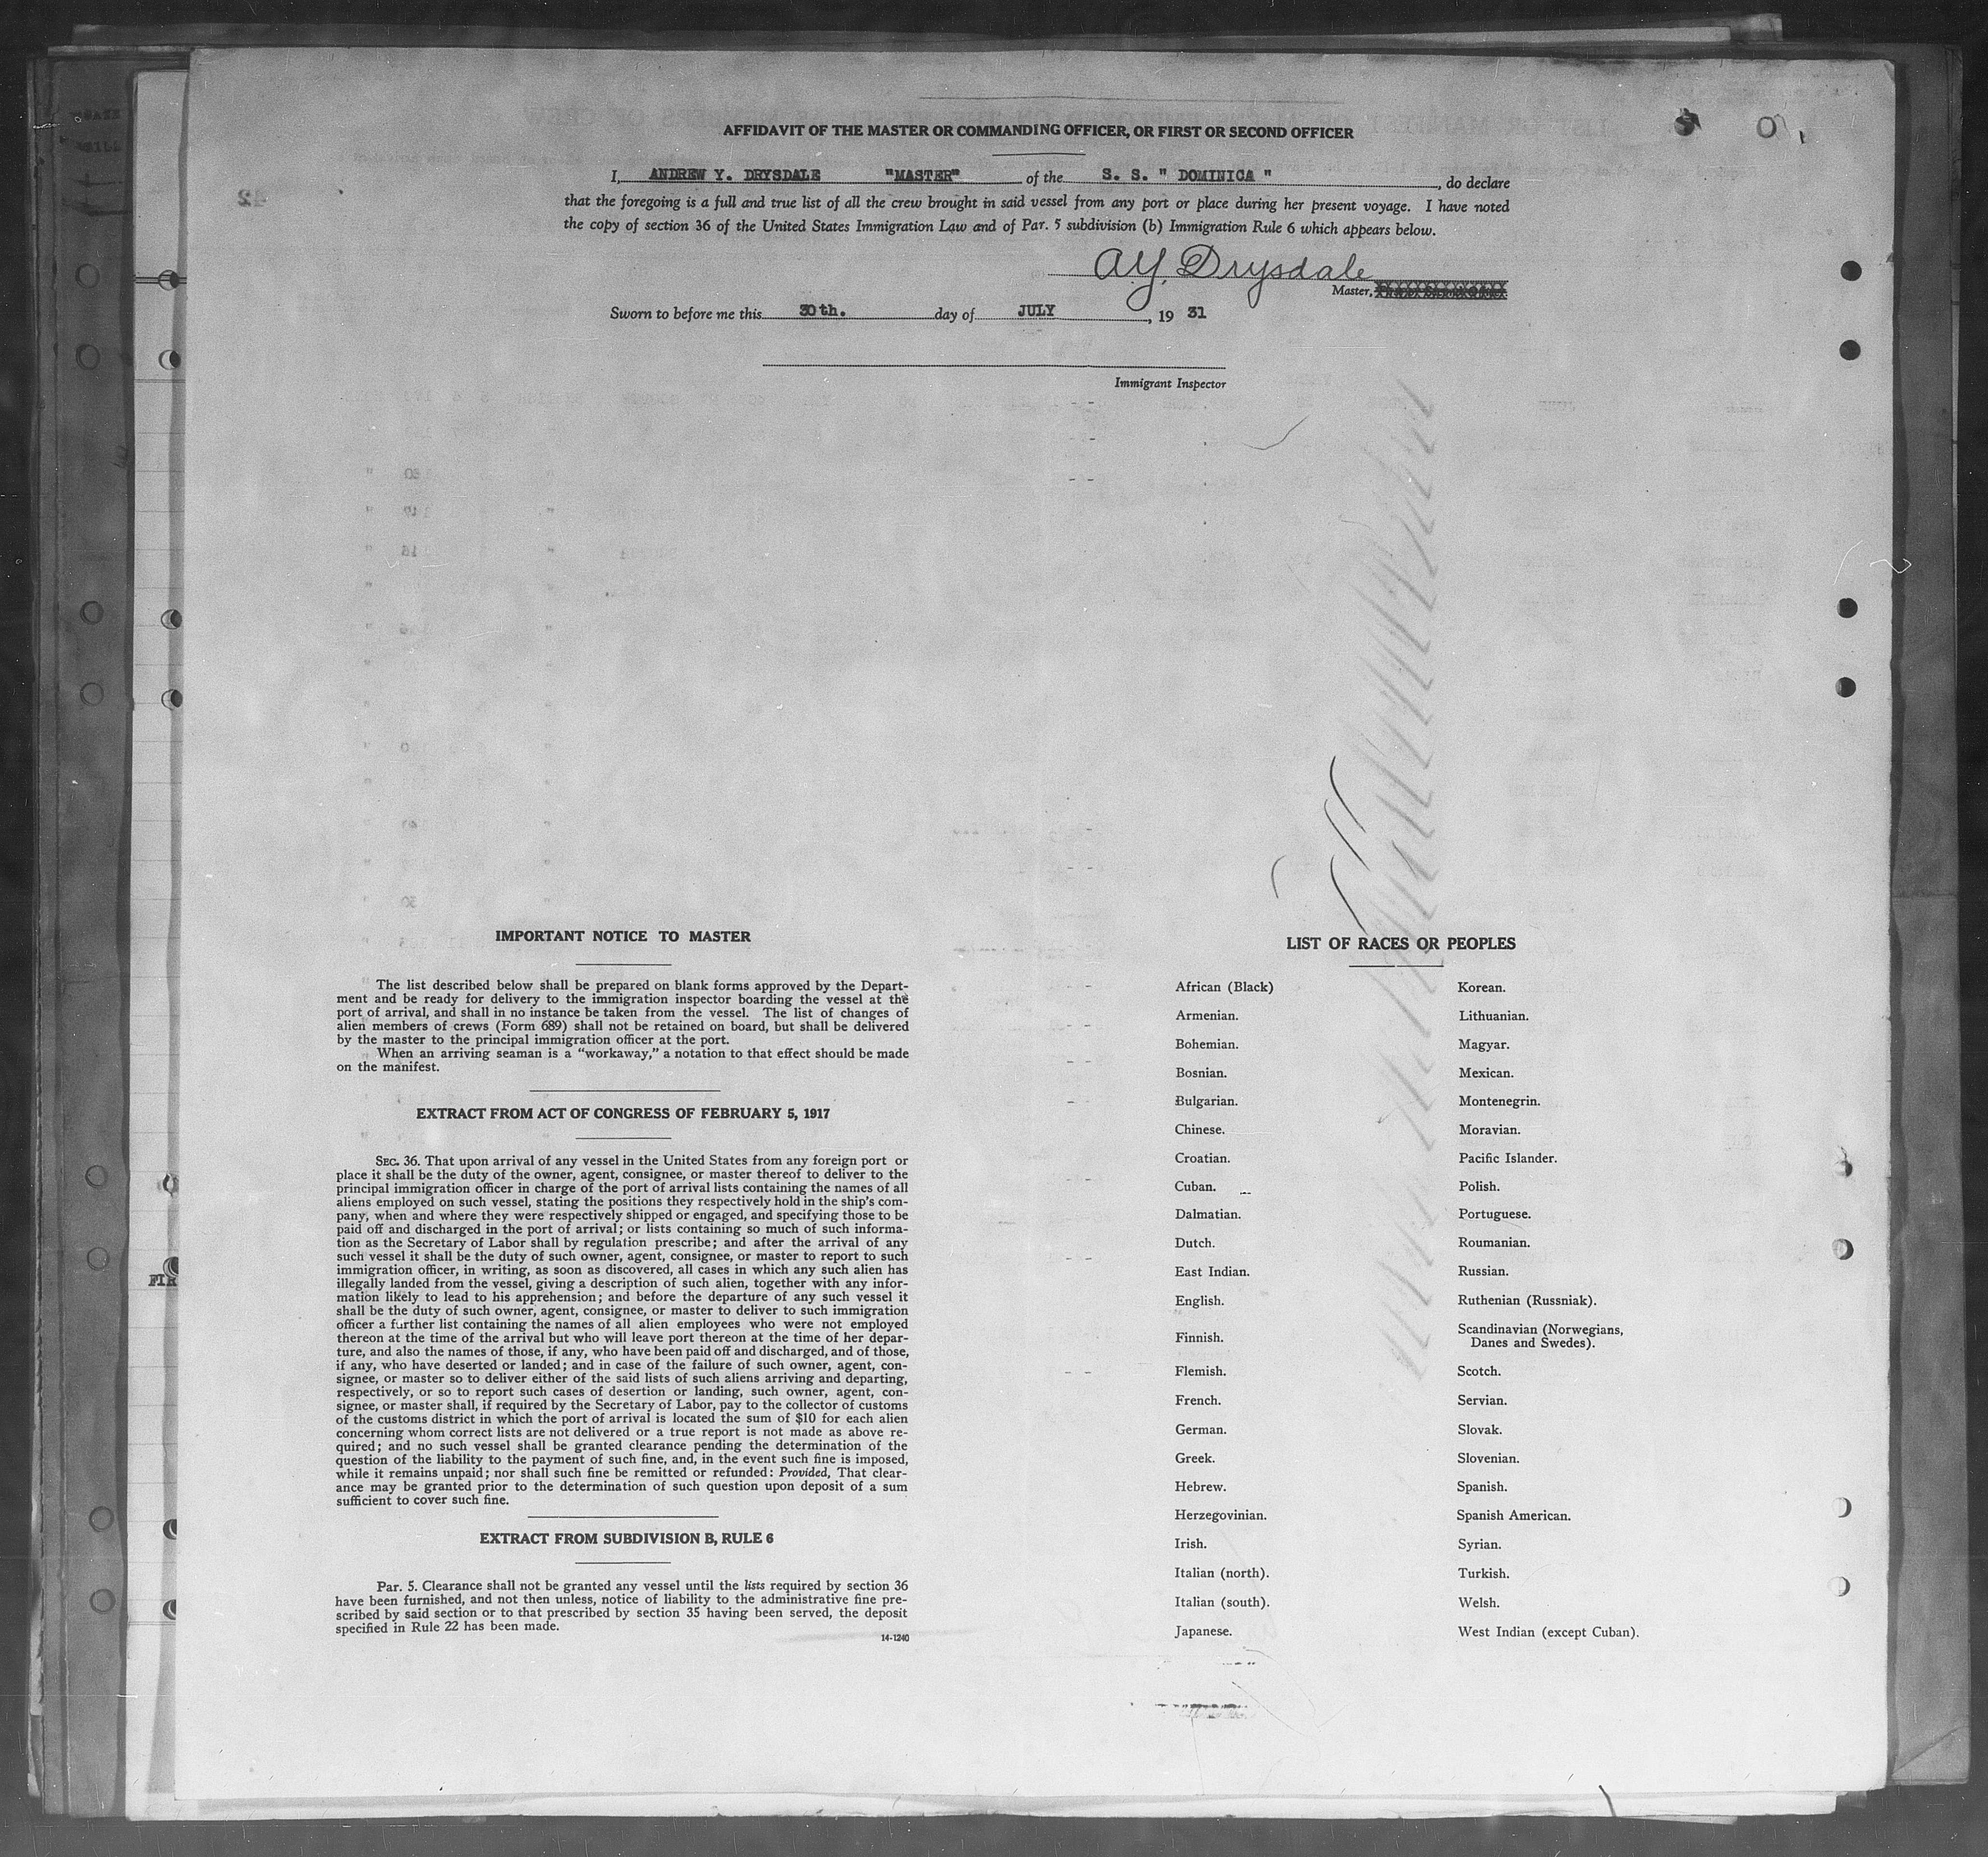 AFFIDAVIT OF THE MASTER OR COMMANDING OFFICER, OR FIRST OR SECOND OFFICER
I, ANDREW Y. DRYSDALE "MASTER" of the S. S. " DOMINICA ", do declare
that the foregoing is a full and true list of all the crew brought in said vessel from any port or place during her present voyage. I have noted
the copy of section 36 of the United States Immigration Law and of Par. 5 subdivision (b) Immigration Rule 6 which appears below.
A.Y. Drysdale
Master,
Sworn to before me this 30th. day of JULY, 19 31
Immigrant Inspector
IMPORTANT NOTICE TO MASTER
The list described below shall be prepared on blank forms approved by the Depart-
ment and be ready for delivery to the immigration inspector boarding the vessel at the
port of arrival, and shall in no instance be taken from the vessel. The list of changes of
alien members of crews (Form 689) shall not be retained on board, but shall be delivered
by the master to the principal immigration officer at the port.
When an arriving seaman is a "workaway," a notation to that effect should be made
on the manifest.
EXTRACT FROM ACT OF CONGRESS OF FEBRUARY 5, 1917
SEC. 36. That upon arrival of any vessel in the United States from any foreign port or
place it shall be the duty of the owner, agent, consignee, or master thereof to deliver to the
principal immigration officer in charge of the port of arrival lists containing the names of all
aliens employed on such vessel, stating the positions they respectively hold in the ship's com-
pany, when and where they were respectively shipped or engaged, and specifying those to be
paid off and discharged in the port of arrival; or lists containing so much of such informa-
tion as the Secretary of Labor shall by regulation prescribe; and after the arrival of any
such vessel it shall be the duty of such owner, agent, consignee, or master to report to such
immigration officer, in writing, as soon as discovered, all cases in which any such alien has
illegally landed from the vessel, giving a description of such alien, together with any infor-
mation likely to lead to his apprehension; and before the departure of any such vessel it
shall be the duty of such owner, agent, consignee, or master to deliver to such immigration
officer a further list containing the names of all alien employees who were not employed
thereon at the time of the arrival but who will leave port thereon at the time of her depar-
ture, and also the names of those, if any, who have been paid off and discharged, and of those,
if any, who have deserted or landed; and in case of the failure of such owner, agent, con-
signee, or master so to deliver either of the said lists of such aliens arriving and departing,
respectively, or so to report such cases of desertion or landing, such owner, agent, con-
signee, or master shall, if required by the Secretary of Labor, pay to the collector of customs
of the customs district in which the port of arrival is located the sum of $10 for each alien
concerning whom correct lists are not delivered or a true report is not made as above re-
quired; and no such vessel shall be granted clearance pending the determination of the
question of the liability to the payment of such fine, and, in the event such fine is imposed,
while it remains unpaid; nor shall such fine be remitted or refunded: Provided, That clear-
ance may be granted prior to the determination of such question upon deposit of a sum
sufficient to cover such fine.
EXTRACT FROM SUBDIVISION B, RULE 6
Par. 5. Clearance shall not be granted any vessel until the lists required by section 36
have been furnished, and not then unless, notice of liability to the administrative fine pre-
scribed by said section or to that prescribed by section 35 having been served, the deposit
specified in Rule 22 has been made.
14-1240
LIST OF RACES OR PEOPLES
African (Black)
Armenian.
Bohemian.
Bosnian.
Bulgarian.
Chinese.
Croatian.
Cuban.
Dalmatian.
Dutch.
East Indian.
English.
Finnish.
Flemish.
French.
German.
Greek.
Hebrew.
Herzegovinian.
Irish.
Italian (north).
Italian (south).
Japanese.
Korean.
Lithuanian.
Magyar.
Mexican.
Montenegrin.
Moravian.
Pacific Islander.
Polish.
Portuguese.
Roumanian.
Russian.
Ruthenian (Russniak).
Scandinavian (Norwegians,
Danes and Swedes).
Scotch.
Servian.
Slovak.
Slovenian.
Spanish.
Spanish American.
Syrian.
Turkish.
Welsh.
West Indian (except Cuban).